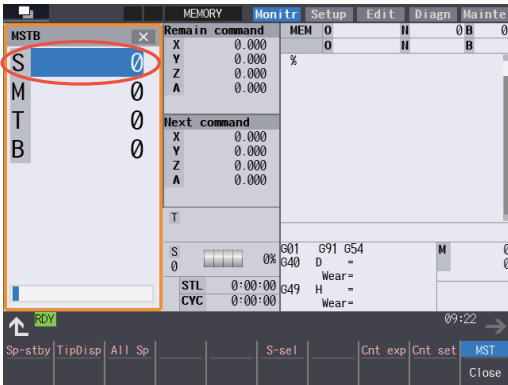 MEMORY Monitr Setup Edit Diagn Mainte
MSTB
S 0
M 0
T 0
B 0
Remain command
X 0.000
Y 0.000
Z 0.000
A 0.000
Next command
X 0.000
Y 0.000
Z 0.000
A 0.000
T
S
0 0%
STL 0:00:00
CYC 0:00:00
MEM O N 0 B 0
O N B
%
G01 G91 G54
G40 D =
Wear=
G49 H =
Wear=
M 0
0
RDY 09:22
Sp-stby TipDisp All Sp S-sel Cnt exp Cnt set MST
Close